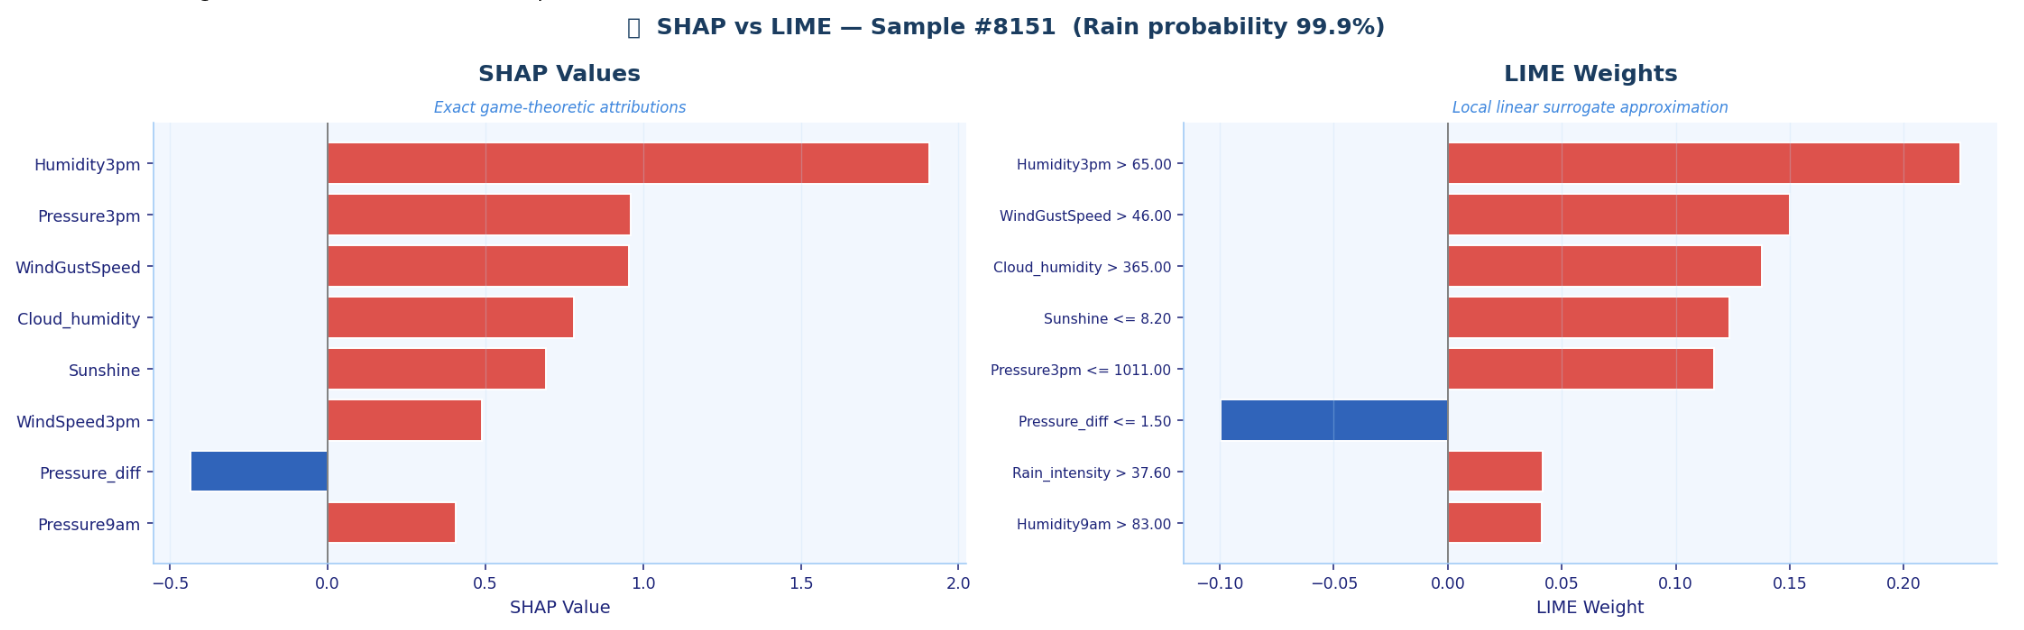 SHAP vs LIME — Sample #8151 (Rain probability 99.9%)
SHAP Values
Exact game-theoretic attributions
Humidity3pm
Pressure3pm
WindGustSpeed
Cloud_humidity
Sunshine
WindSpeed3pm
Pressure_diff
Pressure9am
−0.5 0.0 0.5 1.0 1.5 2.0
SHAP Value
LIME Weights
Local linear surrogate approximation
Humidity3pm > 65.00
WindGustSpeed > 46.00
Cloud_humidity > 365.00
Sunshine <= 8.20
Pressure3pm <= 1011.00
Pressure_diff <= 1.50
Rain_intensity > 37.60
Humidity9am > 83.00
−0.10 −0.05 0.00 0.05 0.10 0.15 0.20
LIME Weight